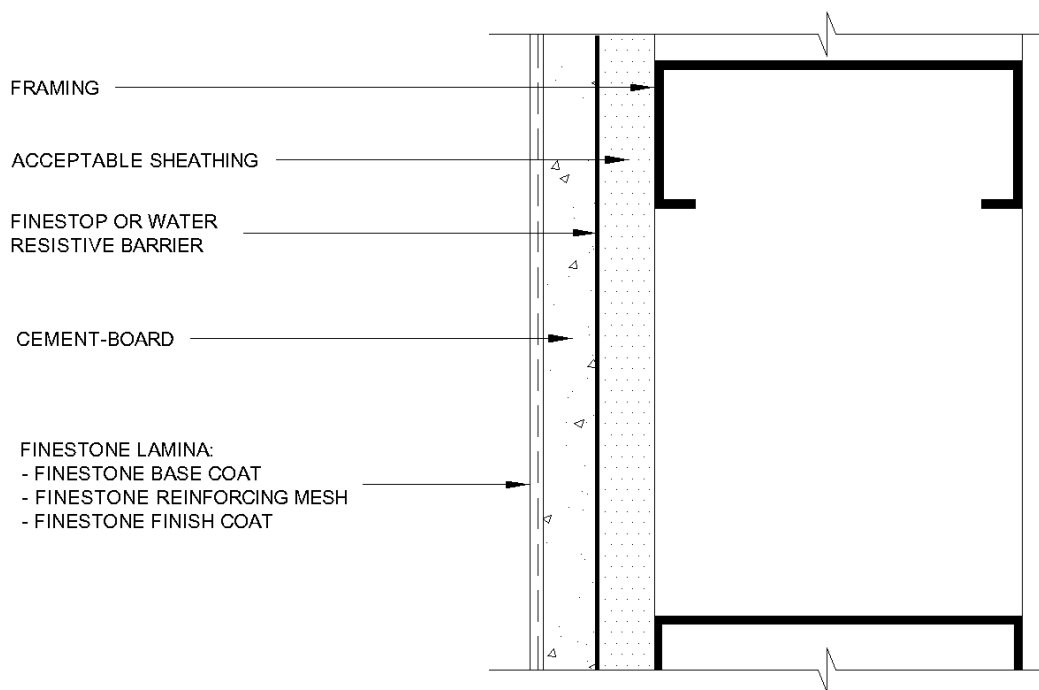 FRAMING
ACCEPTABLE SHEATHING
FINESTOP OR WATER
RESISTIVE BARRIER
CEMENT-BOARD
FINESTONE LAMINA:
- FINESTONE BASE COAT
- FINESTONE REINFORCING MESH
- FINESTONE FINISH COAT